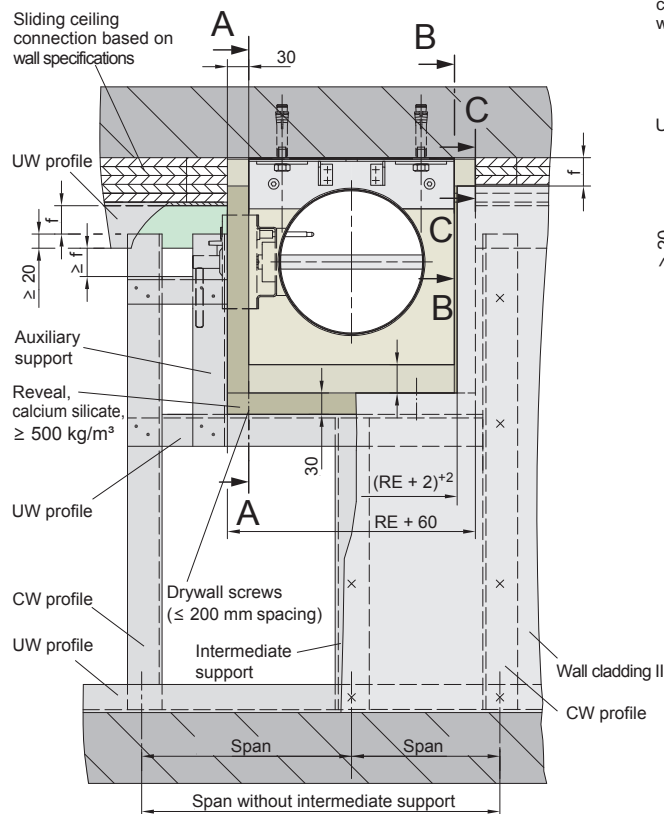 Sliding ceiling
connection based on
wall specifications
A
30
B
c
w
C
UW profile
U
f
f
≥ 20
≥ f
C
B
≥ 20
Auxiliary
support
Reveal,
calcium silicate,
≥ 500 kg/m³
30
(RE + 2)⁺²
A
RE + 60
UW profile
CW profile
UW profile
Drywall screws
(≤ 200 mm spacing)
Intermediate
support
Wall cladding II
CW profile
Span
Span
Span without intermediate support